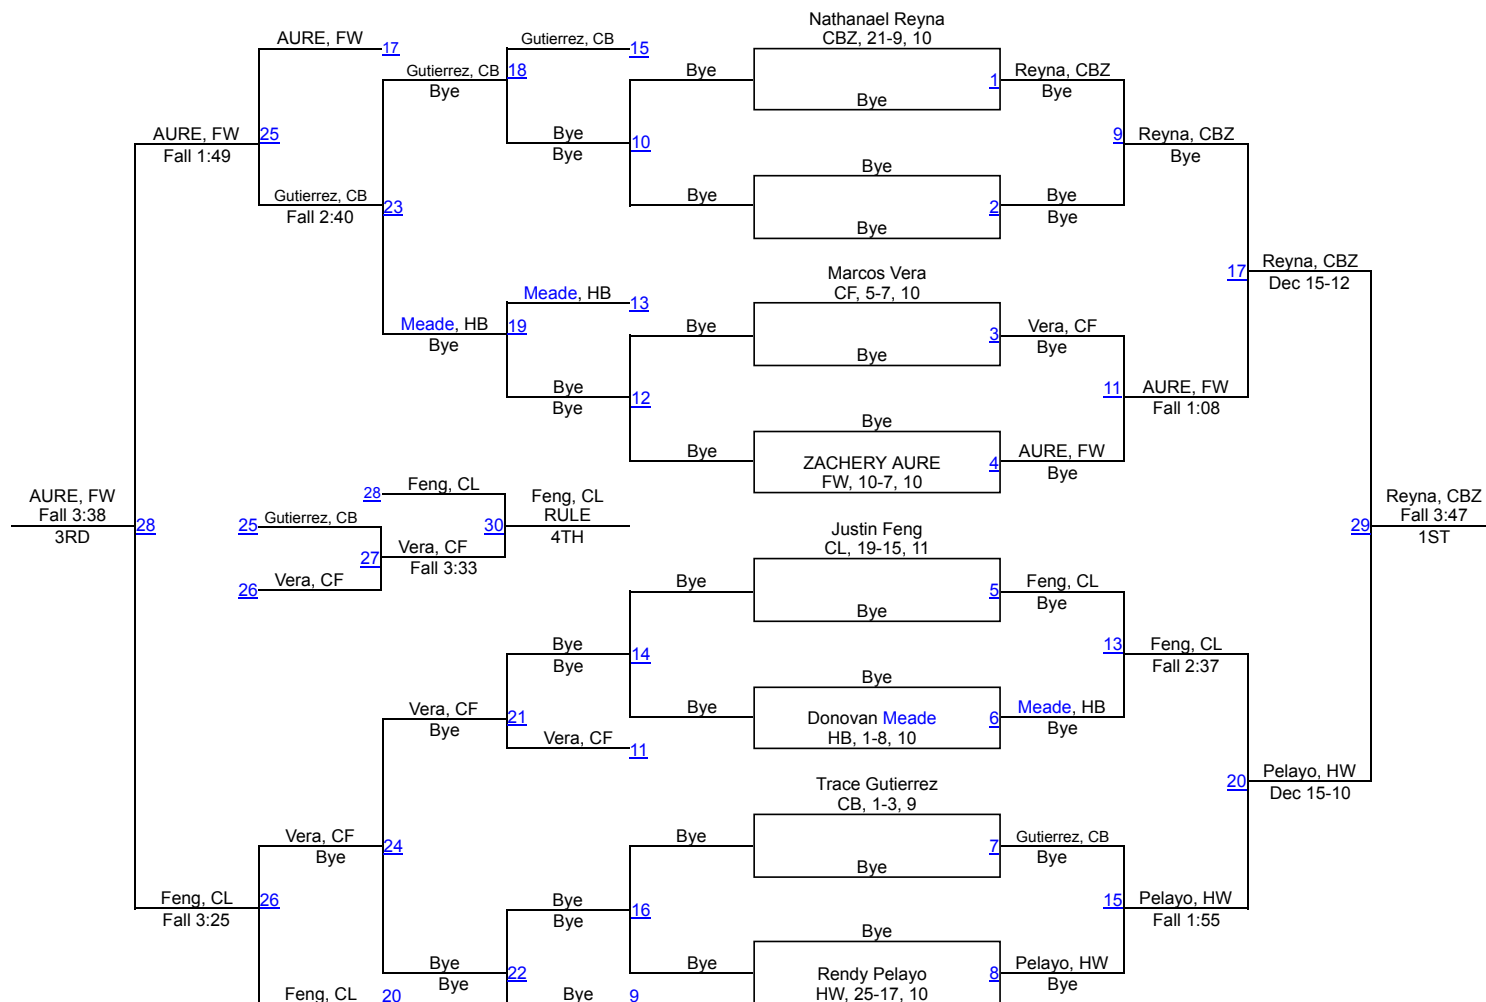 Nathanael Reyna
CBZ, 21-9, 10
AURE, FW 17
Gutierrez, CB 15
Gutierrez, CB 18
Bye
Bye
1
Reyna, CBZ
Bye
Bye
AURE, FW 25
Fall 1:49
Bye 10
Bye
9 Reyna, CBZ
Bye
Bye
Gutierrez, CB 23
Fall 2:40
Bye
2
Bye
Bye
Bye
Marcos Vera
CF, 5-7, 10
17 Reyna, CBZ
Dec 15-12
Meade, HB 13
Meade, HB 19
Bye
Bye
3 Vera, CF
Bye
Bye
Bye 12
Bye
11 AURE, FW
Fall 1:08
Bye
Bye
ZACHERY AURE
FW, 10-7, 10
4 AURE, FW
Bye
AURE, FW
Fall 3:38
3RD
28
28 Feng, CL
25 Gutierrez, CB
27 Vera, CF
Fall 3:33
26 Vera, CF
30
Feng, CL
RULE
4TH
29
Reyna, CBZ
Fall 3:47
1ST
Justin Feng
CL, 19-15, 11
Bye
5 Feng, CL
Bye
Bye
Bye 14
Bye
13 Feng, CL
Fall 2:37
Bye
Vera, CF 21
Bye
Bye
Donovan Meade
HB, 1-8, 10
6 Meade, HB
Bye
Vera, CF 11
20 Pelayo, HW
Dec 15-10
Trace Gutierrez
CB, 1-3, 9
Vera, CF 24
Bye
Bye
7 Gutierrez, CB
Bye
Bye
Feng, CL 26
Fall 3:25
Bye 16
Bye
15 Pelayo, HW
Fall 1:55
Bye
Bye 22
Bye
Bye
Rendy Pelayo
HW, 25-17, 10
8 Pelayo, HW
Bye
Feng, CL 20
Bye 9